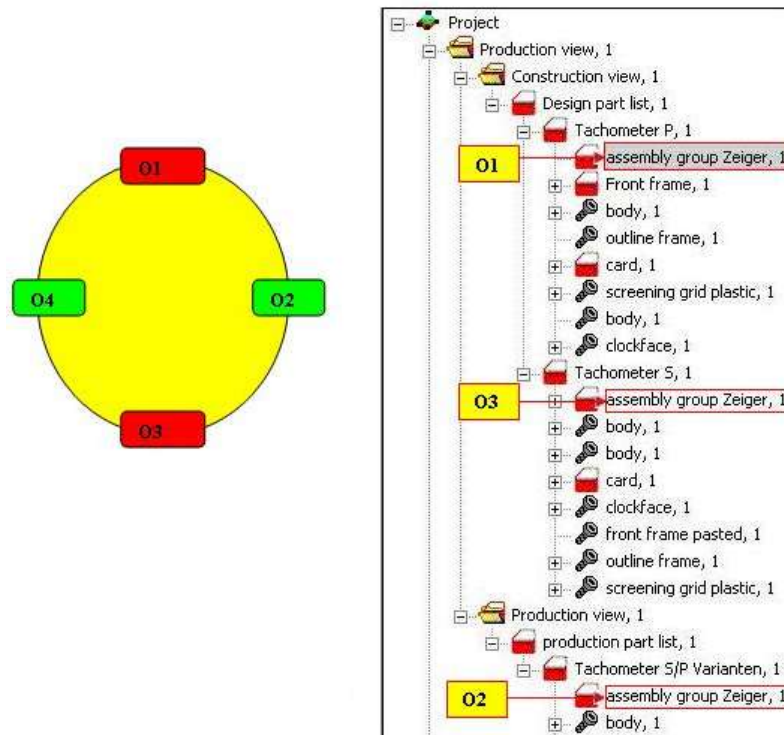 O1
O4
O2
O3
Project
Production view, 1
Construction view, 1
Design part list, 1
Tachometer P, 1
O1
assembly group Zeiger, 1
Front frame, 1
body, 1
outline frame, 1
card, 1
screening grid plastic, 1
body, 1
clockface, 1
Tachometer S, 1
O3
assembly group Zeiger, 1
body, 1
body, 1
card, 1
clockface, 1
front frame pasted, 1
outline frame, 1
screening grid plastic, 1
Production view, 1
production part list, 1
Tachometer S/P Varianten, 1
O2
assembly group Zeiger, 1
body, 1